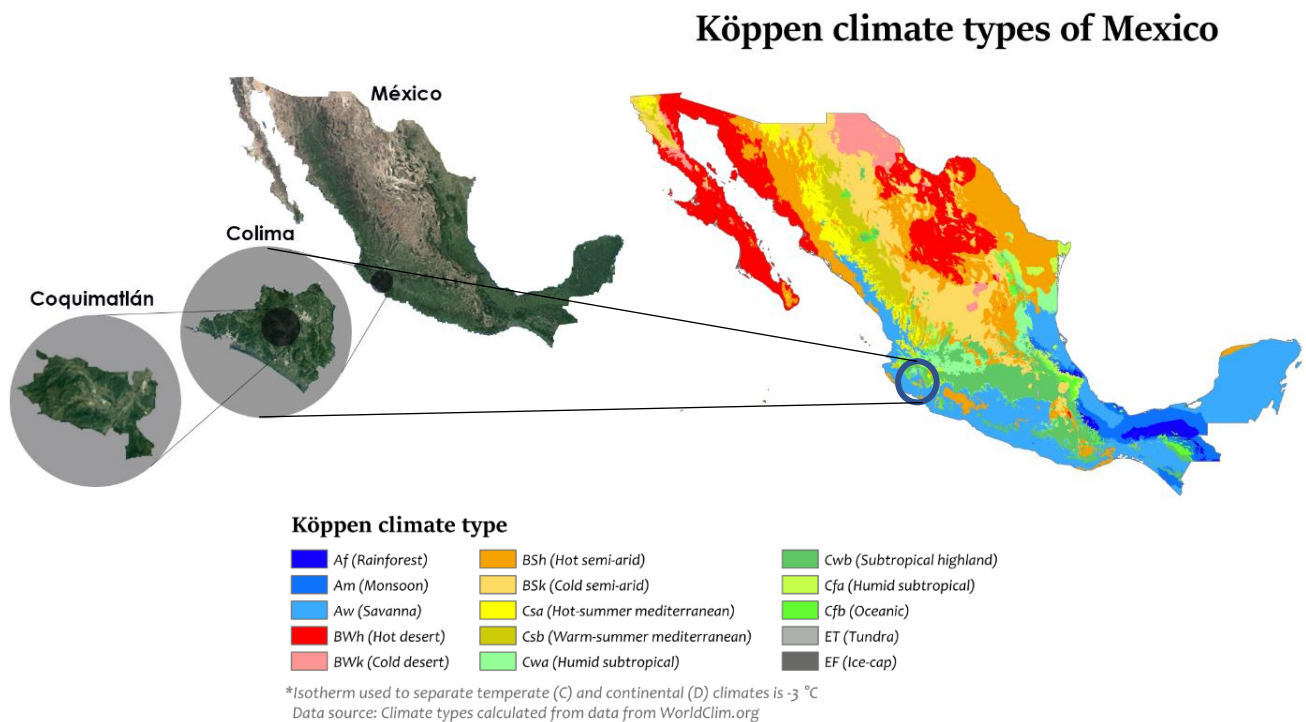 Köppen climate types of Mexico
México
Colima
Coquimatlán
Köppen climate type
Af (Rainforest)
Am (Monsoon)
Aw (Savanna)
BWh (Hot desert)
BWk (Cold desert)
BSh (Hot semi-arid)
BSk (Cold semi-arid)
Csa (Hot-summer mediterranean)
Csb (Warm-summer mediterranean)
Cwa (Humid subtropical)
Cwb (Subtropical highland)
Cfa (Humid subtropical)
Cfb (Oceanic)
ET (Tundra)
EF (Ice-cap)
*Isotherm used to separate temperate (C) and continental (D) climates is -3 °C
Data source: Climate types calculated from data from WorldClim.org